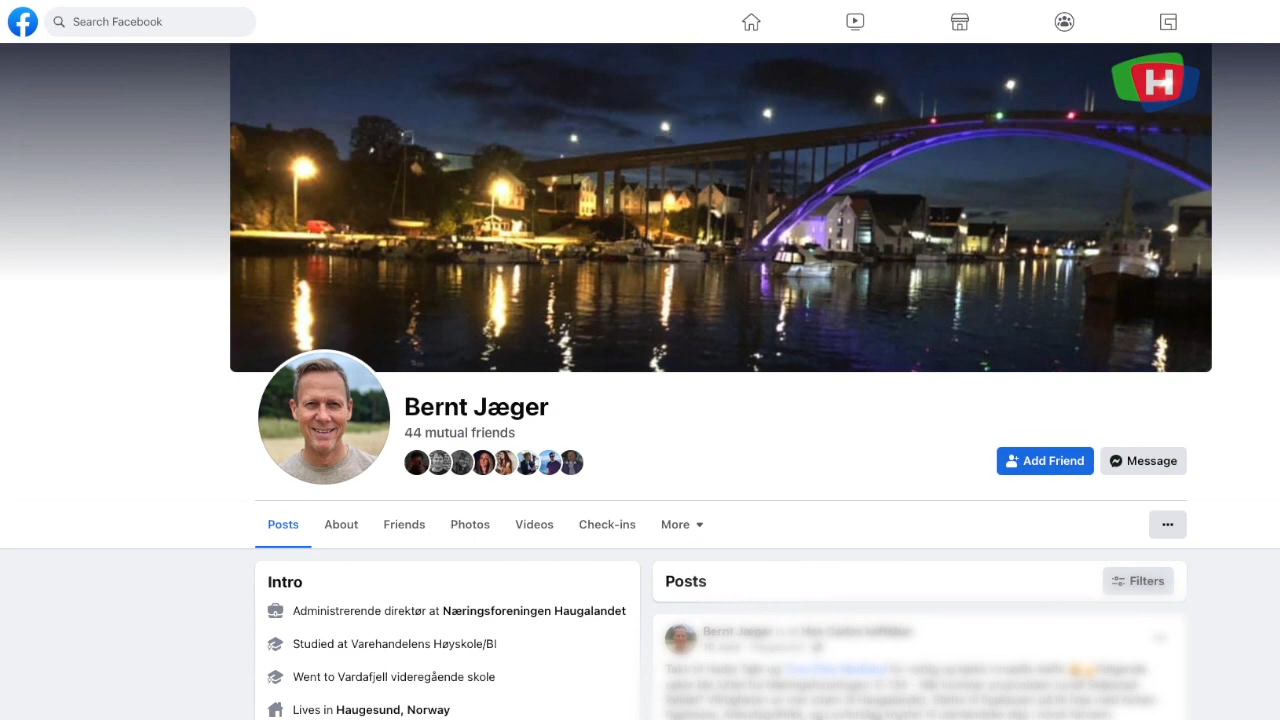 Search Facebook
H
Bernt Jæger
44 mutual friends
Add Friend
Message
Posts
About
Friends
Photos
Videos
Check-ins
More
Intro
Administrerende direktør at Næringsforeningen Haugalandet
Studied at Varehandelens Høyskole/BI
Went to Vardafjell videregående skole
Lives in Haugesund, Norway
Posts
Filters
Bernt Jæger